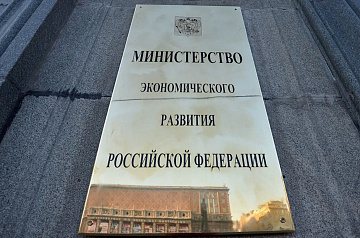 МИНИСТЕРСТВО
ЭКОНОМИЧЕСКОГО
РАЗВИТИЯ
РОССИЙСКОЙ ФЕДЕРАЦИИ